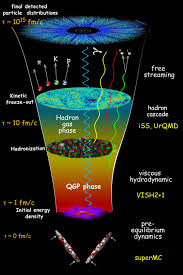 final detected
particle distributions
τ ~ 10¹⁵ fm/c
free
streaming
π K p
γ
Kinetic
freeze-out
Hadron
gas
phase
hadron
cascade
τ ~ 10 fm/c
iSS, UrQMD
Hadronization
viscous
hydrodynamic
QGP phase
VISH2+1
τ ~ 1 fm/c
Initial energy
density
pre-
equilibrium
dynamics
τ ~ 0 fm/c
superMC